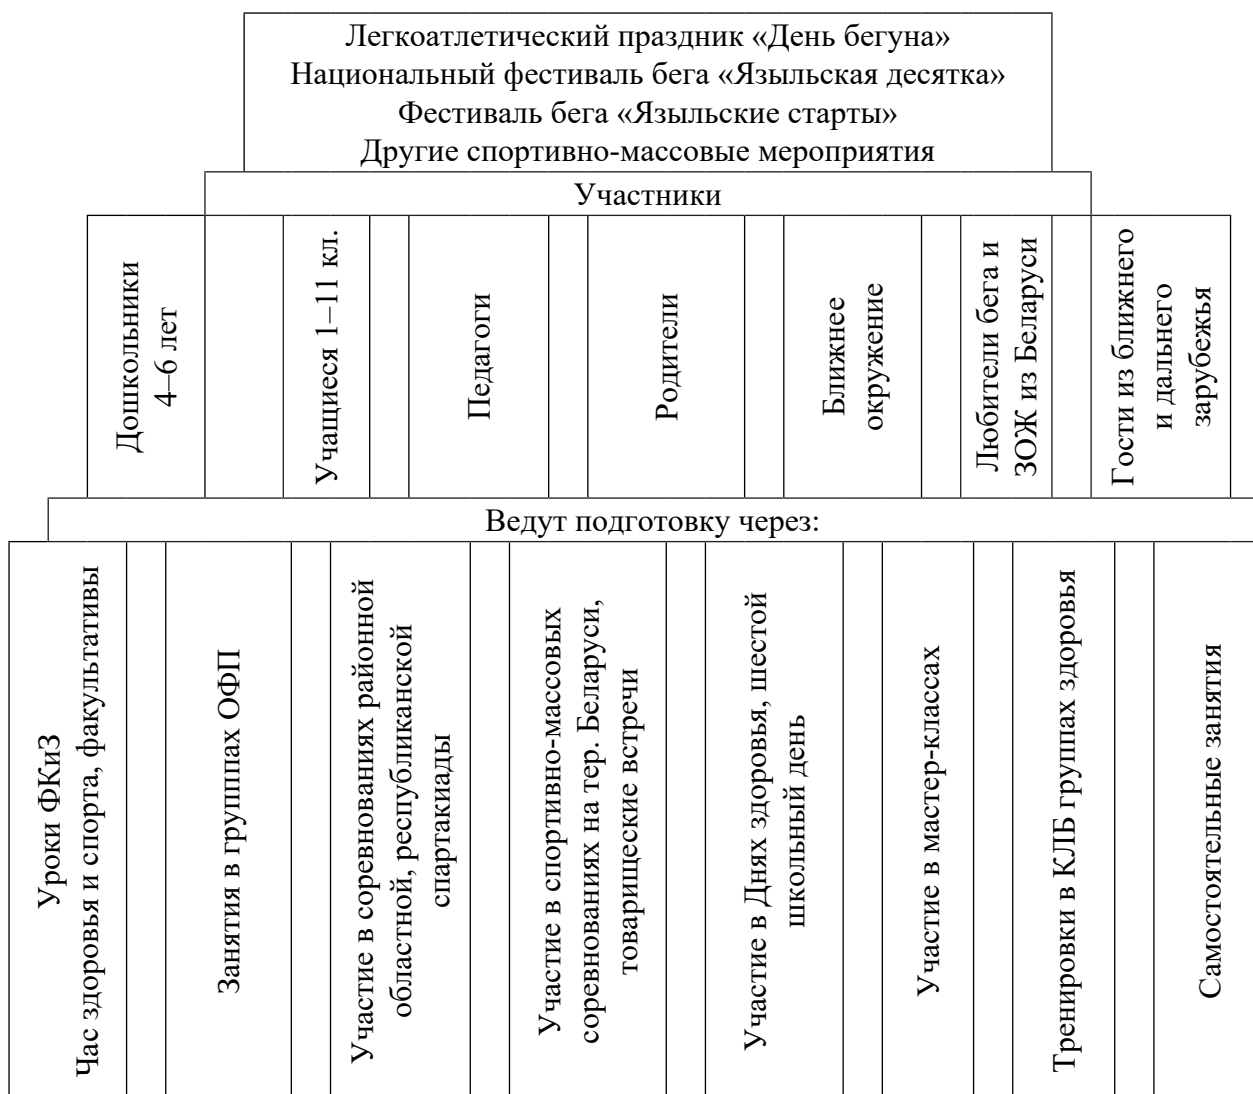 Легкоатлетический праздник «День бегуна»
Национальный фестиваль бега «Языльская десятка»
Фестиваль бега «Языльские старты»
Другие спортивно-массовые мероприятия
Участники
Дошкольники
4–6 лет
Учащиеся 1–11 кл.
Педагоги
Родители
Ближнее
окружение
Любители бега и
ЗОЖ из Беларуси
Гости из ближнего
и дальнего
зарубежья
Ведут подготовку через:
Уроки ФКиЗ
Час здоровья и спорта, факультативы
Занятия в группах ОФП
Участие в соревнованиях районной
областной, республиканской
спартакиады
Участие в спортивно-массовых
соревнованиях на тер. Беларуси,
товарищеские встречи
Участие в Днях здоровья, шестой
школьный день
Участие в мастер-классах
Тренировки в КЛБ группах здоровья
Самостоятельные занятия